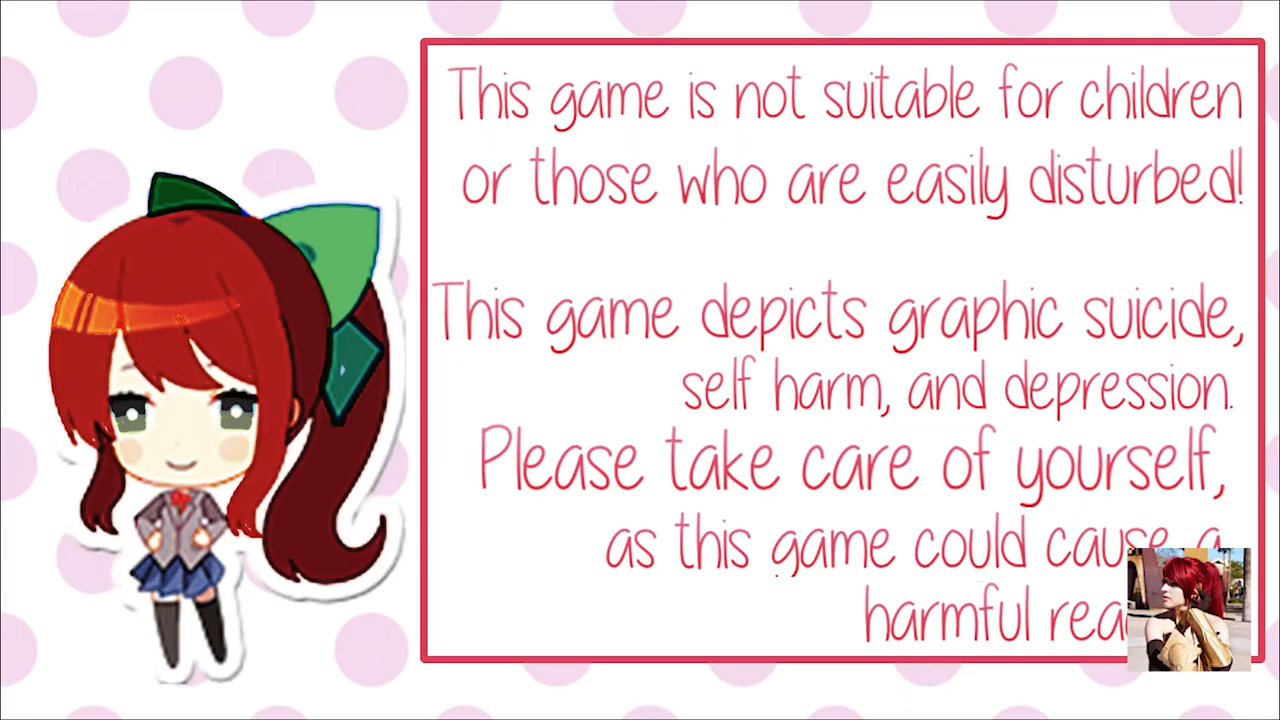 This game is not suitable for children
or those who are easily disturbed!
This game depicts graphic suicide,
self harm, and depression.
Please take care of yourself,
as this game could cause a
harmful